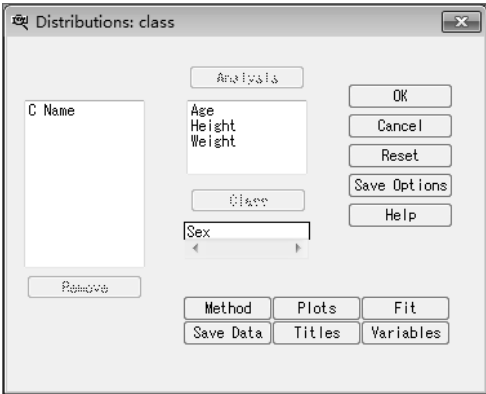 Distributions: class
Analysis
C Name
Age
Height
Weight
Class
Sex
Remove
OK
Cancel
Reset
Save Options
Help
Method
Plots
Fit
Save Data
Titles
Variables